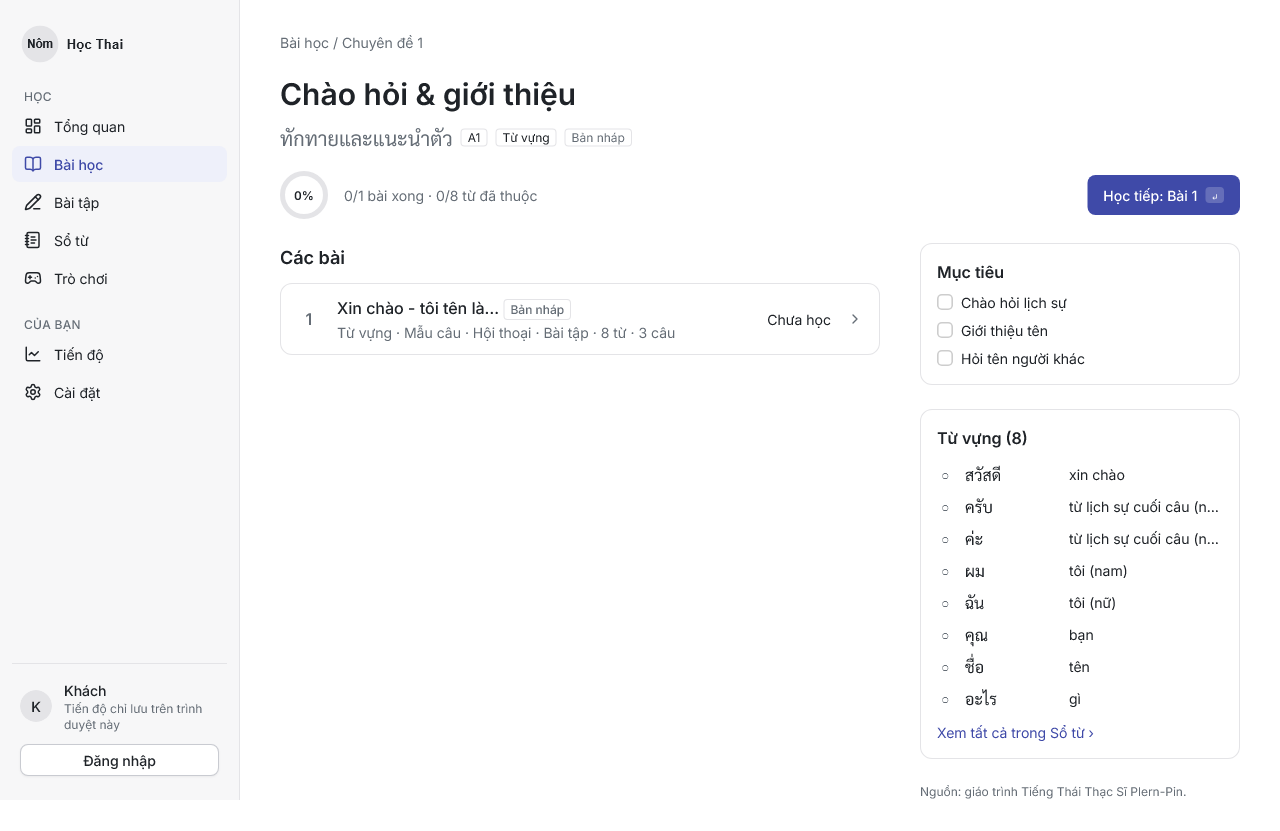 Nôm Học Thai
HỌC
Tổng quan
Bài học
Bài tập
Sổ từ
Trò chơi
CỦA BẠN
Tiến độ
Cài đặt
K
Khách
Tiến độ chỉ lưu trên trình
duyệt này
Đăng nhập
Bài học / Chuyên đề 1
Chào hỏi & giới thiệu
ทักทายและแนะนำตัว A1 Từ vựng Bản nháp
0% 0/1 bài xong · 0/8 từ đã thuộc
Học tiếp: Bài 1 ↵
Các bài
1 Xin chào - tôi tên là... Bản nháp
Từ vựng · Mẫu câu · Hội thoại · Bài tập · 8 từ · 3 câu
Chưa học
Mục tiêu
Chào hỏi lịch sự
Giới thiệu tên
Hỏi tên người khác
Từ vựng (8)
สวัสดี xin chào
ครับ từ lịch sự cuối câu (n...
ค่ะ từ lịch sự cuối câu (n...
ผม tôi (nam)
ฉัน tôi (nữ)
คุณ bạn
ชื่อ tên
อะไร gì
Xem tất cả trong Sổ từ ›
Nguồn: giáo trình Tiếng Thái Thạc Sĩ Plern-Pin.